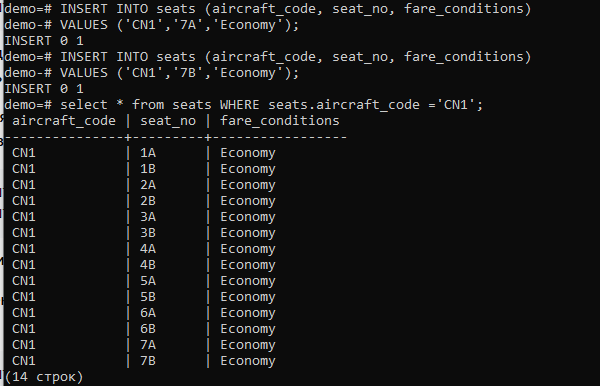 demo=# INSERT INTO seats (aircraft_code, seat_no, fare_conditions)
demo-# VALUES ('CN1','7A','Economy');
INSERT 0 1
demo=# INSERT INTO seats (aircraft_code, seat_no, fare_conditions)
demo-# VALUES ('CN1','7B','Economy');
INSERT 0 1
demo=# select * from seats WHERE seats.aircraft_code ='CN1';
 aircraft_code | seat_no | fare_conditions
---------------+---------+-----------------
 CN1           | 1A      | Economy
 CN1           | 1B      | Economy
 CN1           | 2A      | Economy
 CN1           | 2B      | Economy
 CN1           | 3A      | Economy
 CN1           | 3B      | Economy
 CN1           | 4A      | Economy
 CN1           | 4B      | Economy
 CN1           | 5A      | Economy
 CN1           | 5B      | Economy
 CN1           | 6A      | Economy
 CN1           | 6B      | Economy
 CN1           | 7A      | Economy
 CN1           | 7B      | Economy
(14 строк)